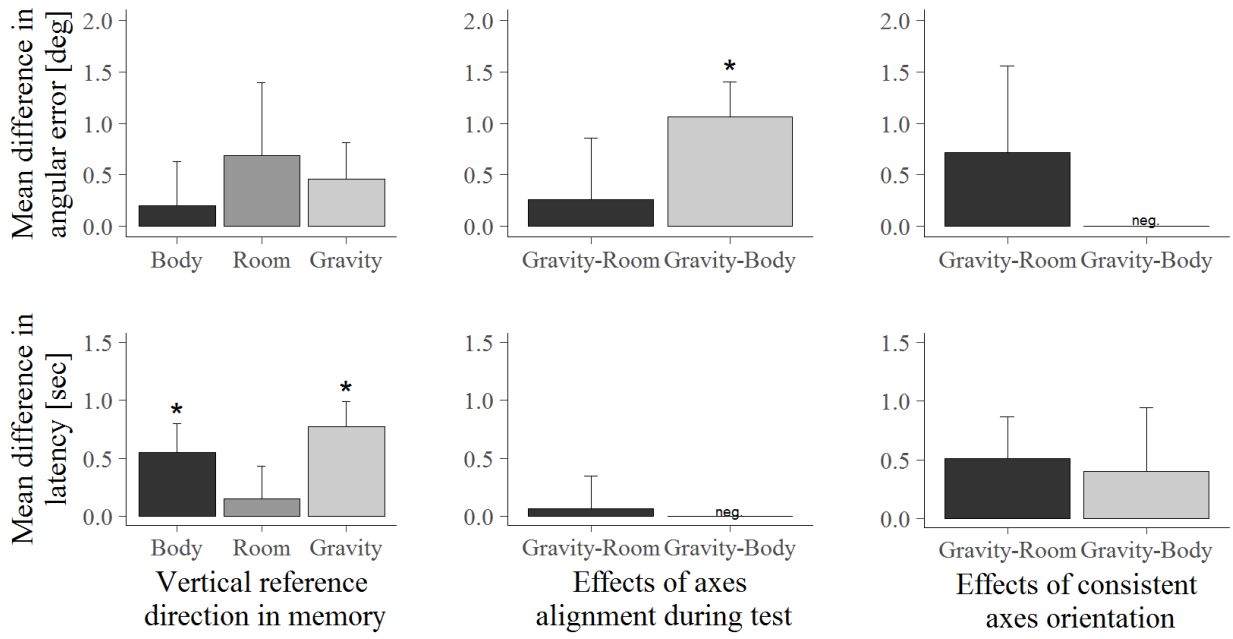 Mean difference in
angular error [deg]
2.0
1.5
1.0
0.5
0.0
Body Room Gravity
2.0
1.5
1.0
0.5
0.0
*
Gravity-Room Gravity-Body
2.0
1.5
1.0
0.5
0.0
neg.
Gravity-Room Gravity-Body
Mean difference in
latency [sec]
1.5
1.0
0.5
0.0
* *
Body Room Gravity
Vertical reference
direction in memory
1.5
1.0
0.5
0.0
neg.
Gravity-Room Gravity-Body
Effects of axes
alignment during test
1.5
1.0
0.5
0.0
Gravity-Room Gravity-Body
Effects of consistent
axes orientation